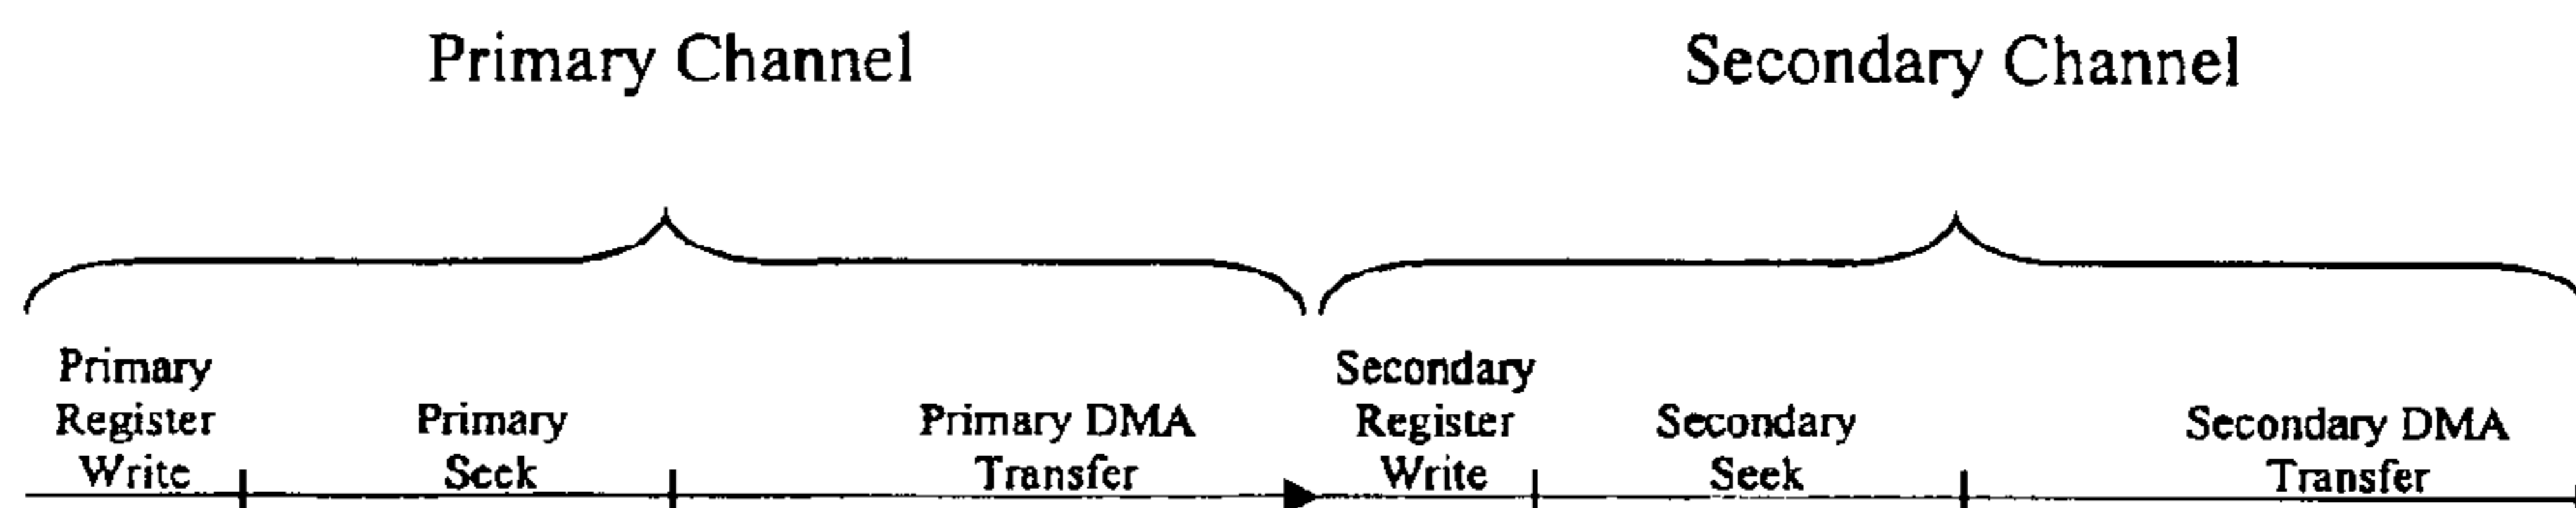 Primary Channel
Secondary Channel
Primary
Register
Write
Primary
Seek
Primary DMA
Transfer
Secondary
Register
Write
Secondary
Seek
Secondary DMA
Transfer